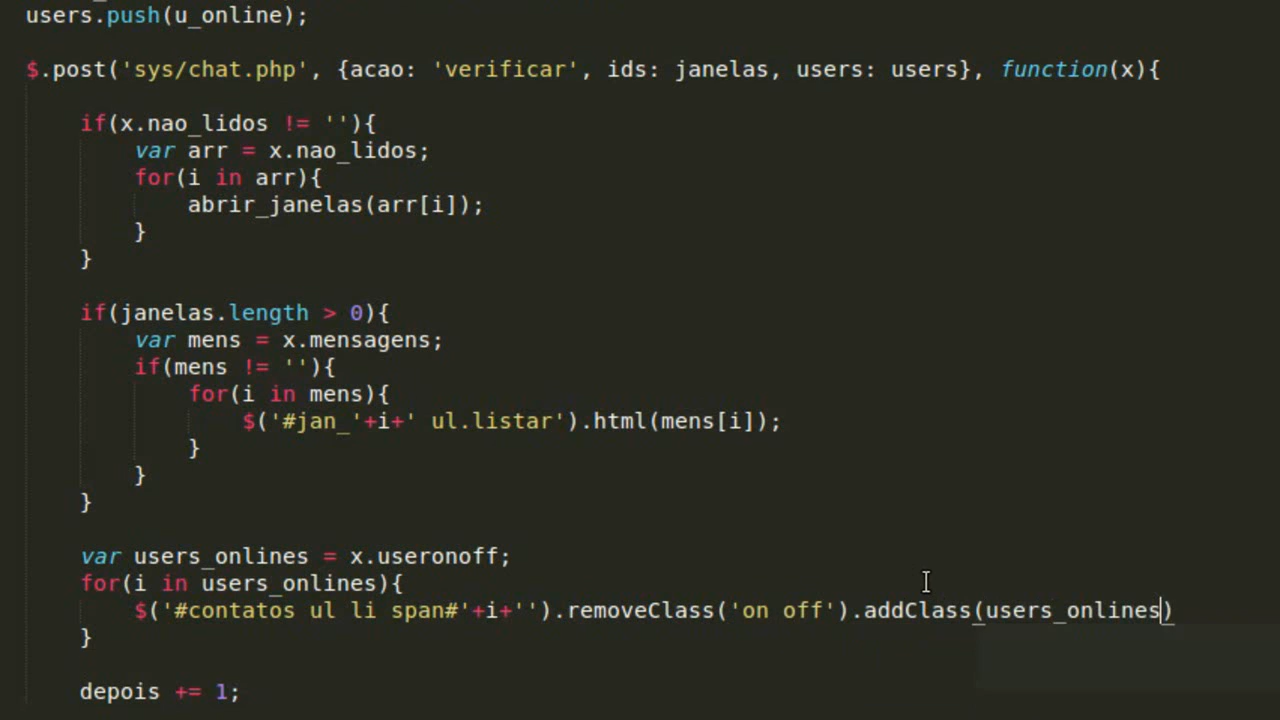 users.push(u_online);
$.post('sys/chat.php', {acao: 'verificar', ids: janelas, users: users}, function(x){
if(x.nao_lidos != ''){
var arr = x.nao_lidos;
for(i in arr){
abrir_janelas(arr[i]);
}
}
if(janelas.length > 0){
var mens = x.mensagens;
if(mens != ''){
for(i in mens){
$('#jan_'+i+' ul.listar').html(mens[i]);
}
}
}
var users_onlines = x.useronoff;
for(i in users_onlines){
$('#contatos ul li span#'+i+'').removeClass('on off').addClass(users_onlines)
}
depois += 1;